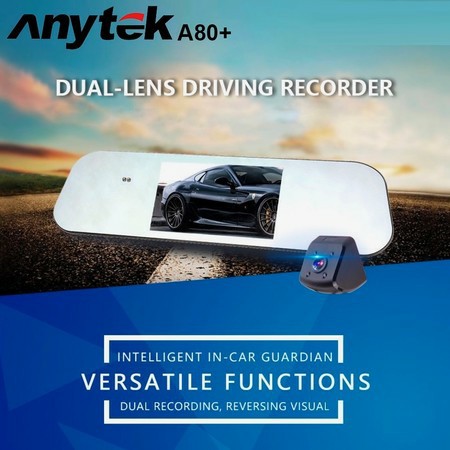 Anytek A80+
DUAL-LENS DRIVING RECORDER
INTELLIGENT IN-CAR GUARDIAN
VERSATILE FUNCTIONS
DUAL RECORDING, REVERSING VISUAL